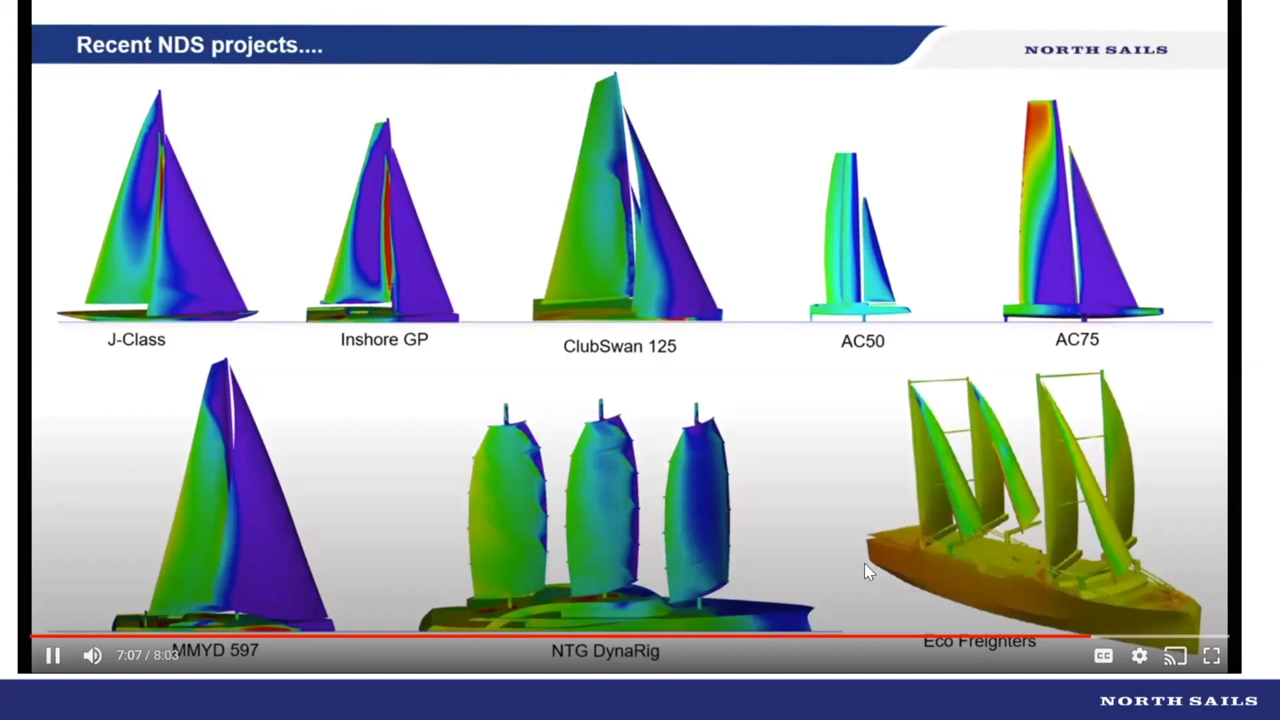 Recent NDS projects....
NORTH SAILS
J-Class
Inshore GP
ClubSwan 125
AC50
AC75
MMYD 597
NTG DynaRig
Eco Freighters
7:07 / 8:03
CC
NORTH SAILS